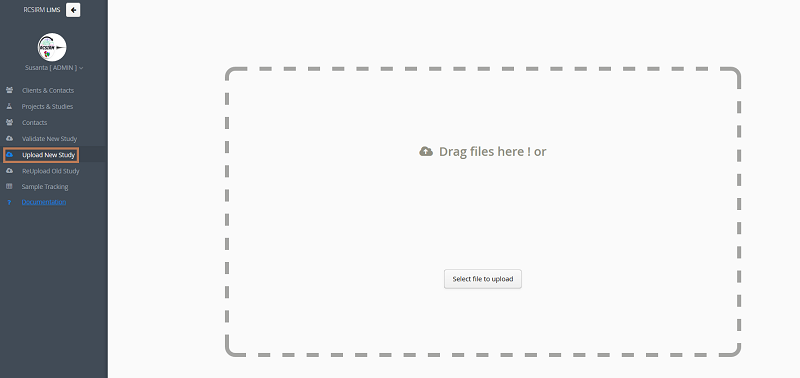 RCSIRM LIMS
RCSIRM
Susanta [ ADMIN ]
Clients & Contacts
Projects & Studies
Contacts
Validate New Study
Upload New Study
ReUpload Old Study
Sample Tracking
Documentation
Drag files here ! or
Select file to upload